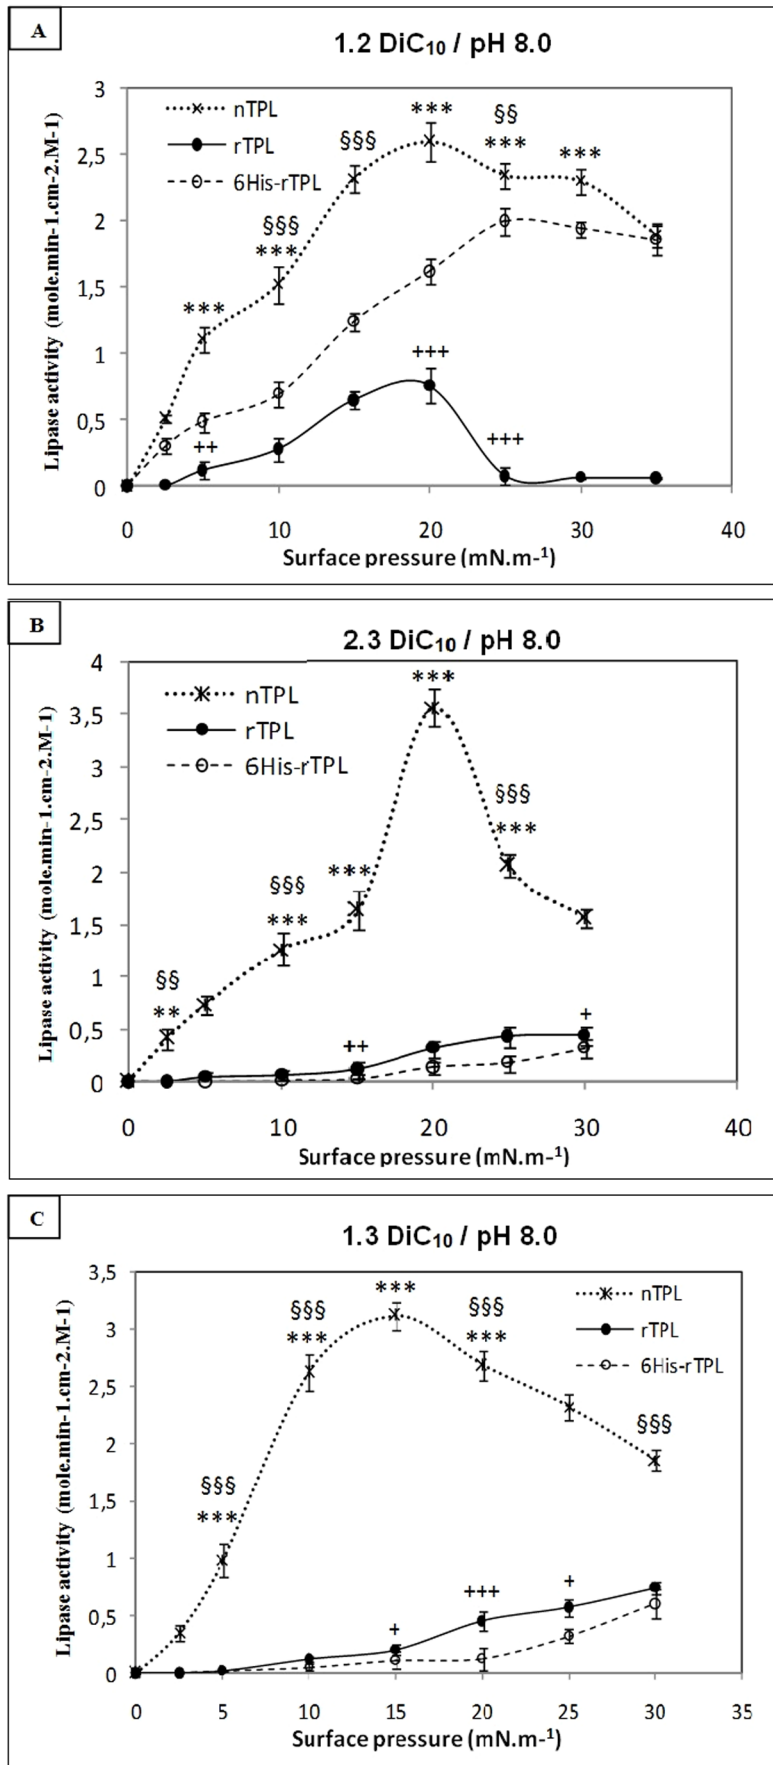 A
1.2 DiC10 / pH 8.0
Lipase activity (mole.min-1.cm-2.M-1)
3
2,5
2
1,5
1
0,5
0
nTPL
rTPL
6His-rTPL
***
§§§
***
§§§
***
§§
***
***
++
+++
+++
0 10 20 30 40
Surface pressure (mN.m-1)
B
2.3 DiC10 / pH 8.0
Lipase activity (mole.min-1.cm-2.M-1)
4
3,5
3
2,5
2
1,5
1
0,5
0
nTPL
rTPL
6His-rTPL
§§
**
§§§
***
***
***
§§§
***
++
+
0 10 20 30 40
Surface pressure (mN.m-1)
C
1.3 DiC10 / pH 8.0
Lipase activity (mole.min-1.cm-2.M-1)
3,5
3
2,5
2
1,5
1
0,5
0
nTPL
rTPL
6His-rTPL
§§§
***
§§§
***
***
§§§
***
§§§
+
+++
+
0 5 10 15 20 25 30 35
Surface pressure (mN.m-1)